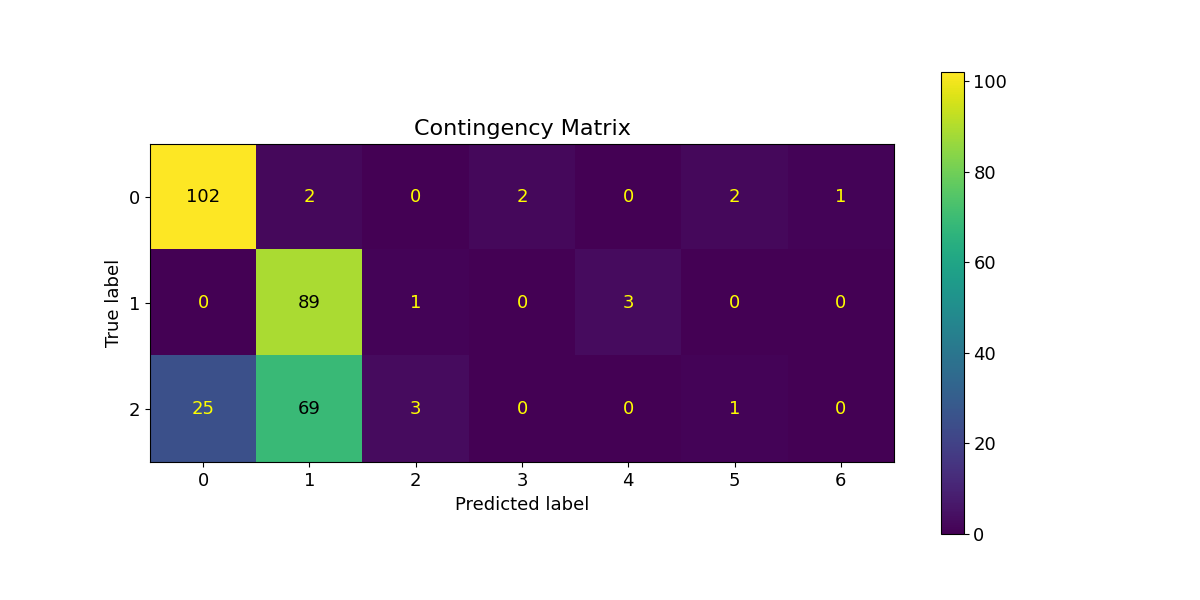 Contingency Matrix
True label
0 102 2 0 2 0 2 1
1 0 89 1 0 3 0 0
2 25 69 3 0 0 1 0
0 1 2 3 4 5 6
Predicted label
100
80
60
40
20
0